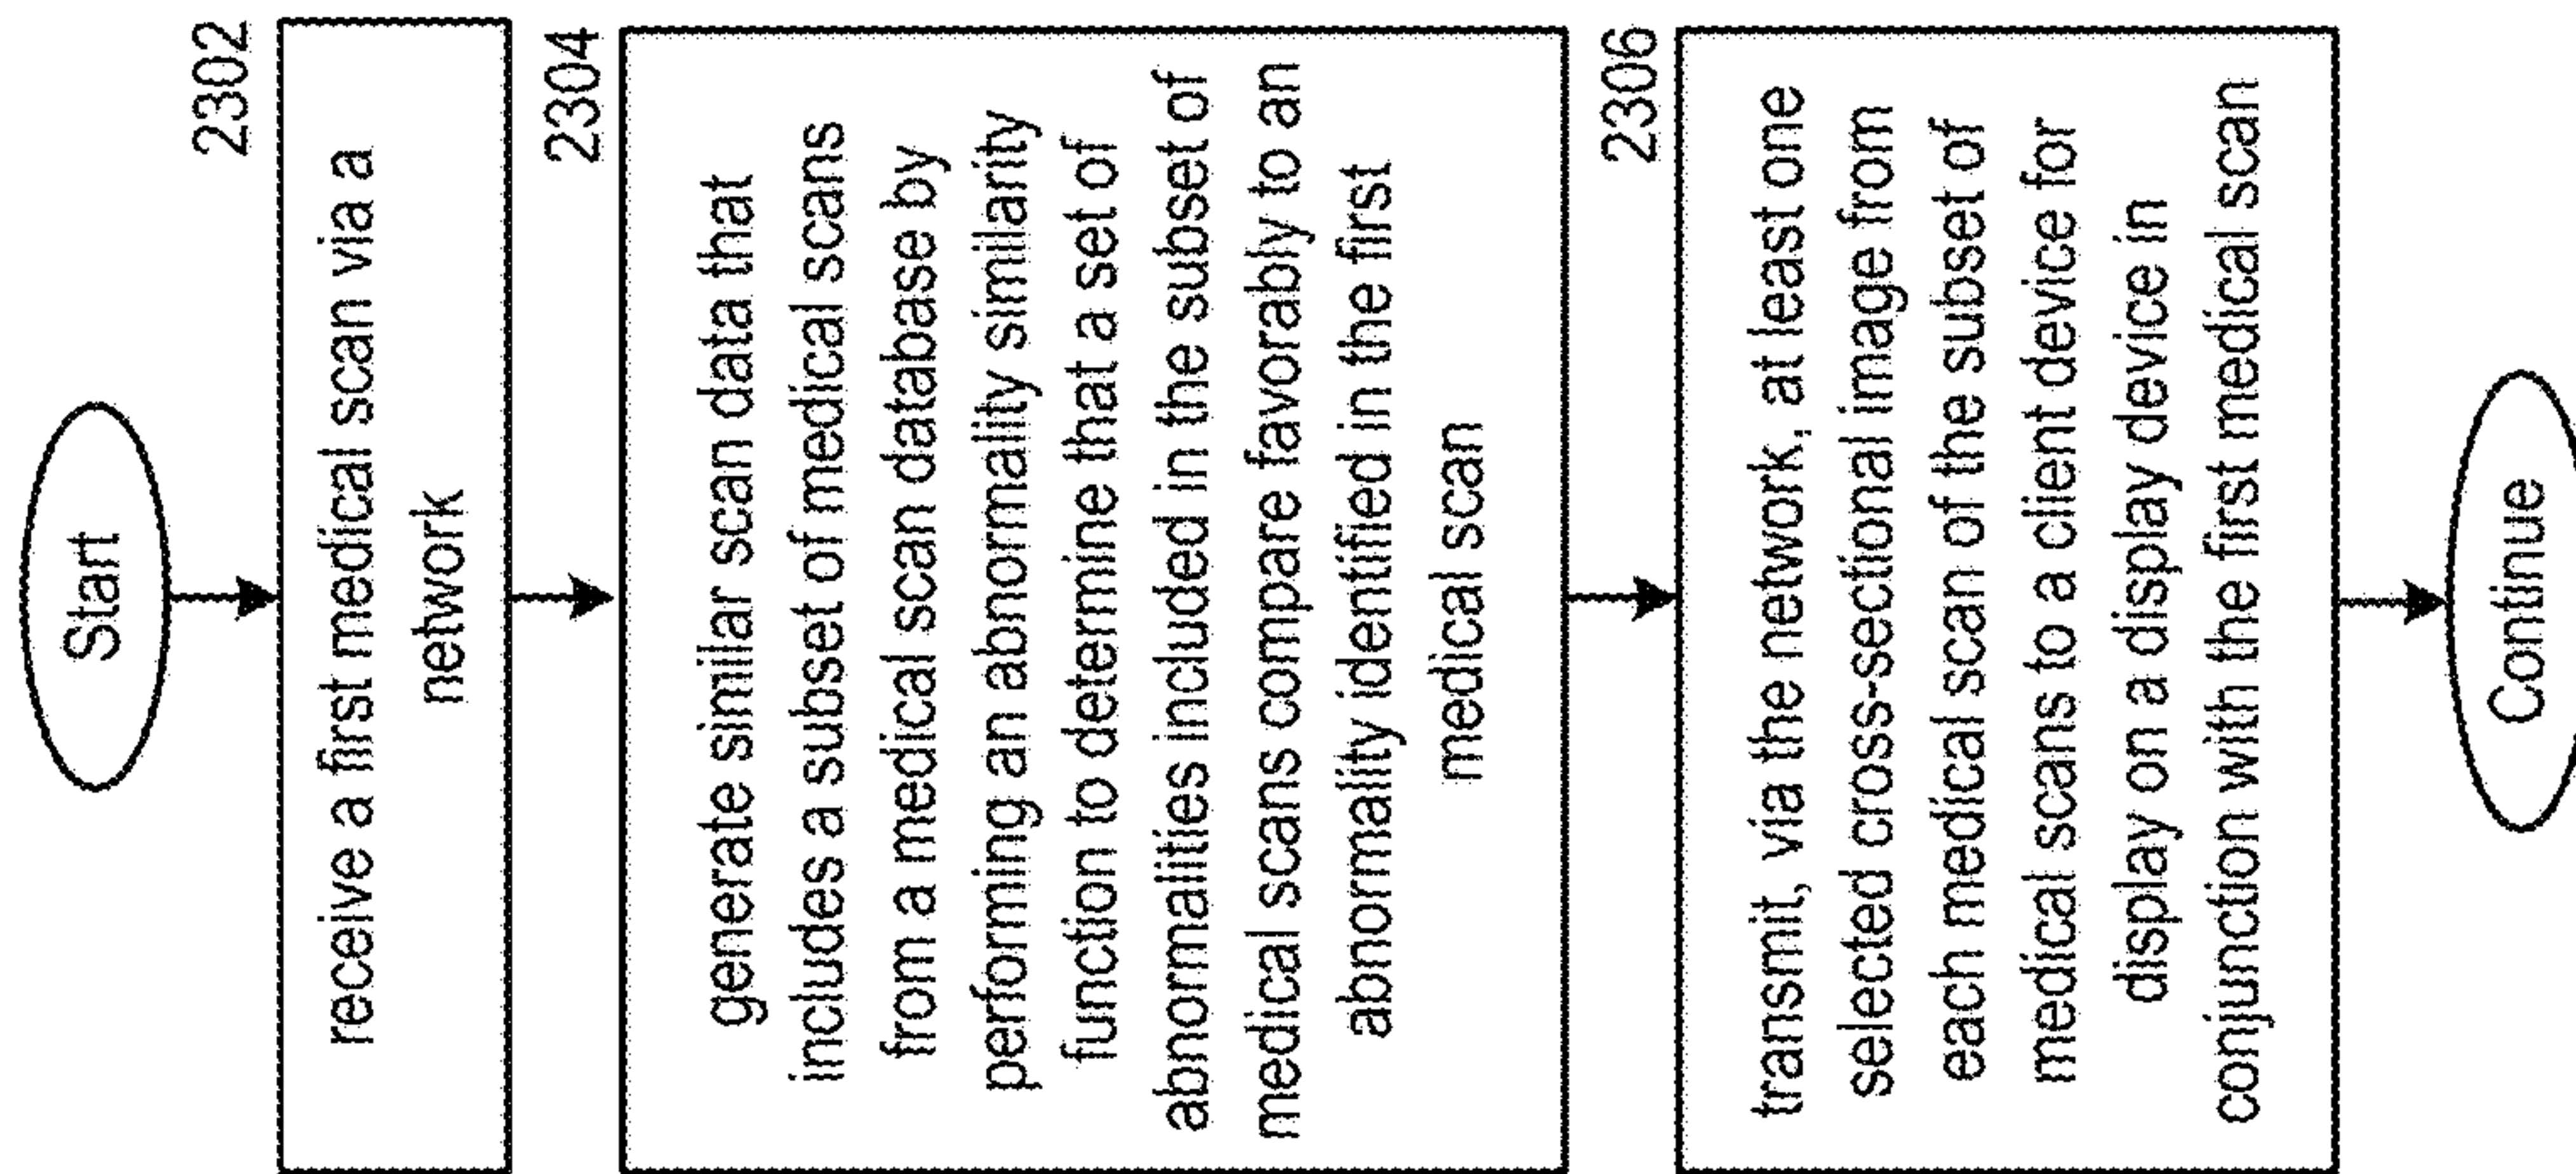 Start
2302
receive a first medical scan via a
network
2304
generate similar scan data that
includes a subset of medical scans
from a medical scan database by
performing an abnormality similarity
function to determine that a set of
abnormalities included in the subset of
medical scans compare favorably to an
abnormality identified in the first
medical scan
2306
transmit, via the network, at least one
selected cross-sectional image from
each medical scan of the subset of
medical scans to a client device for
display on a display device in
conjunction with the first medical scan
Continue